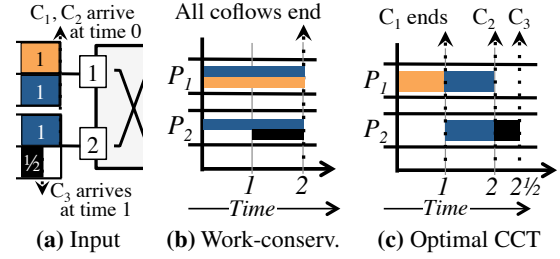 C₁, C₂ arrive
at time 0
1
1
1
½
1
2
C₃ arrives
at time 1
(a) Input
All coflows end
P₁
P₂
1 2
Time
(b) Work-conserv.
C₁ ends C₂ C₃
P₁
P₂
1 2 2½
Time
(c) Optimal CCT